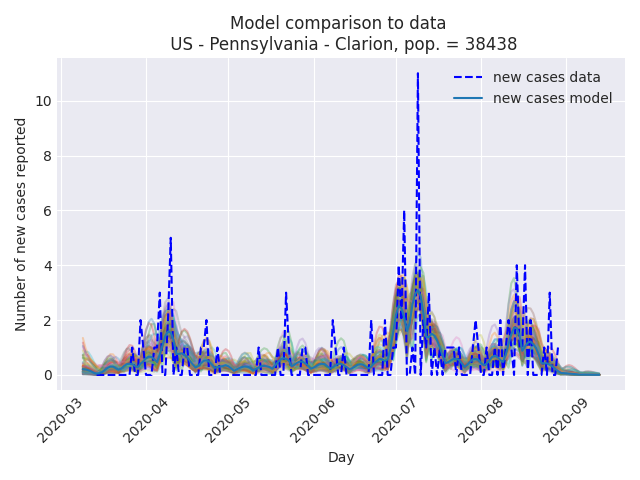 Model comparison to data
US - Pennsylvania - Clarion, pop. = 38438
new cases data
new cases model
Number of new cases reported
10
8
6
4
2
0
2020-03
2020-04
2020-05
2020-06
2020-07
2020-08
2020-09
Day